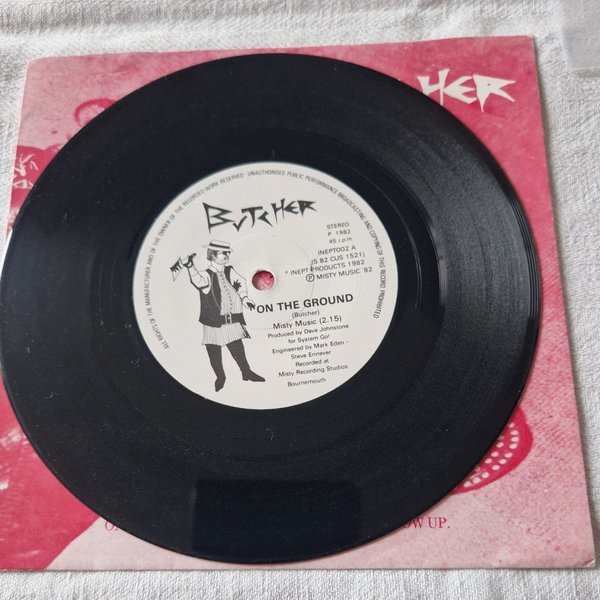 HER
ALL RIGHTS OF THE MANUFACTURER AND OF THE OWNER OF THE RECORDED WORK RESERVED · UNAUTHORISED PUBLIC PERFORMANCE BROADCASTING AND COPYING OF THIS RECORD PROHIBITED
BUTCHER
STEREO
P 1982
45 r.p.m.
INEPT002 A
(S 82 CUS 1521)
INEPT PRODUCTS 1982
Ⓟ MISTY MUSIC '82
ON THE GROUND
(Butcher)
Misty Music (2.15)
Produced by Dave Johnstone
for System Go!
Engineered by Mark Eden -
Steve Ennever
Recorded at
Misty Recording Studios
Bournemouth
UP.